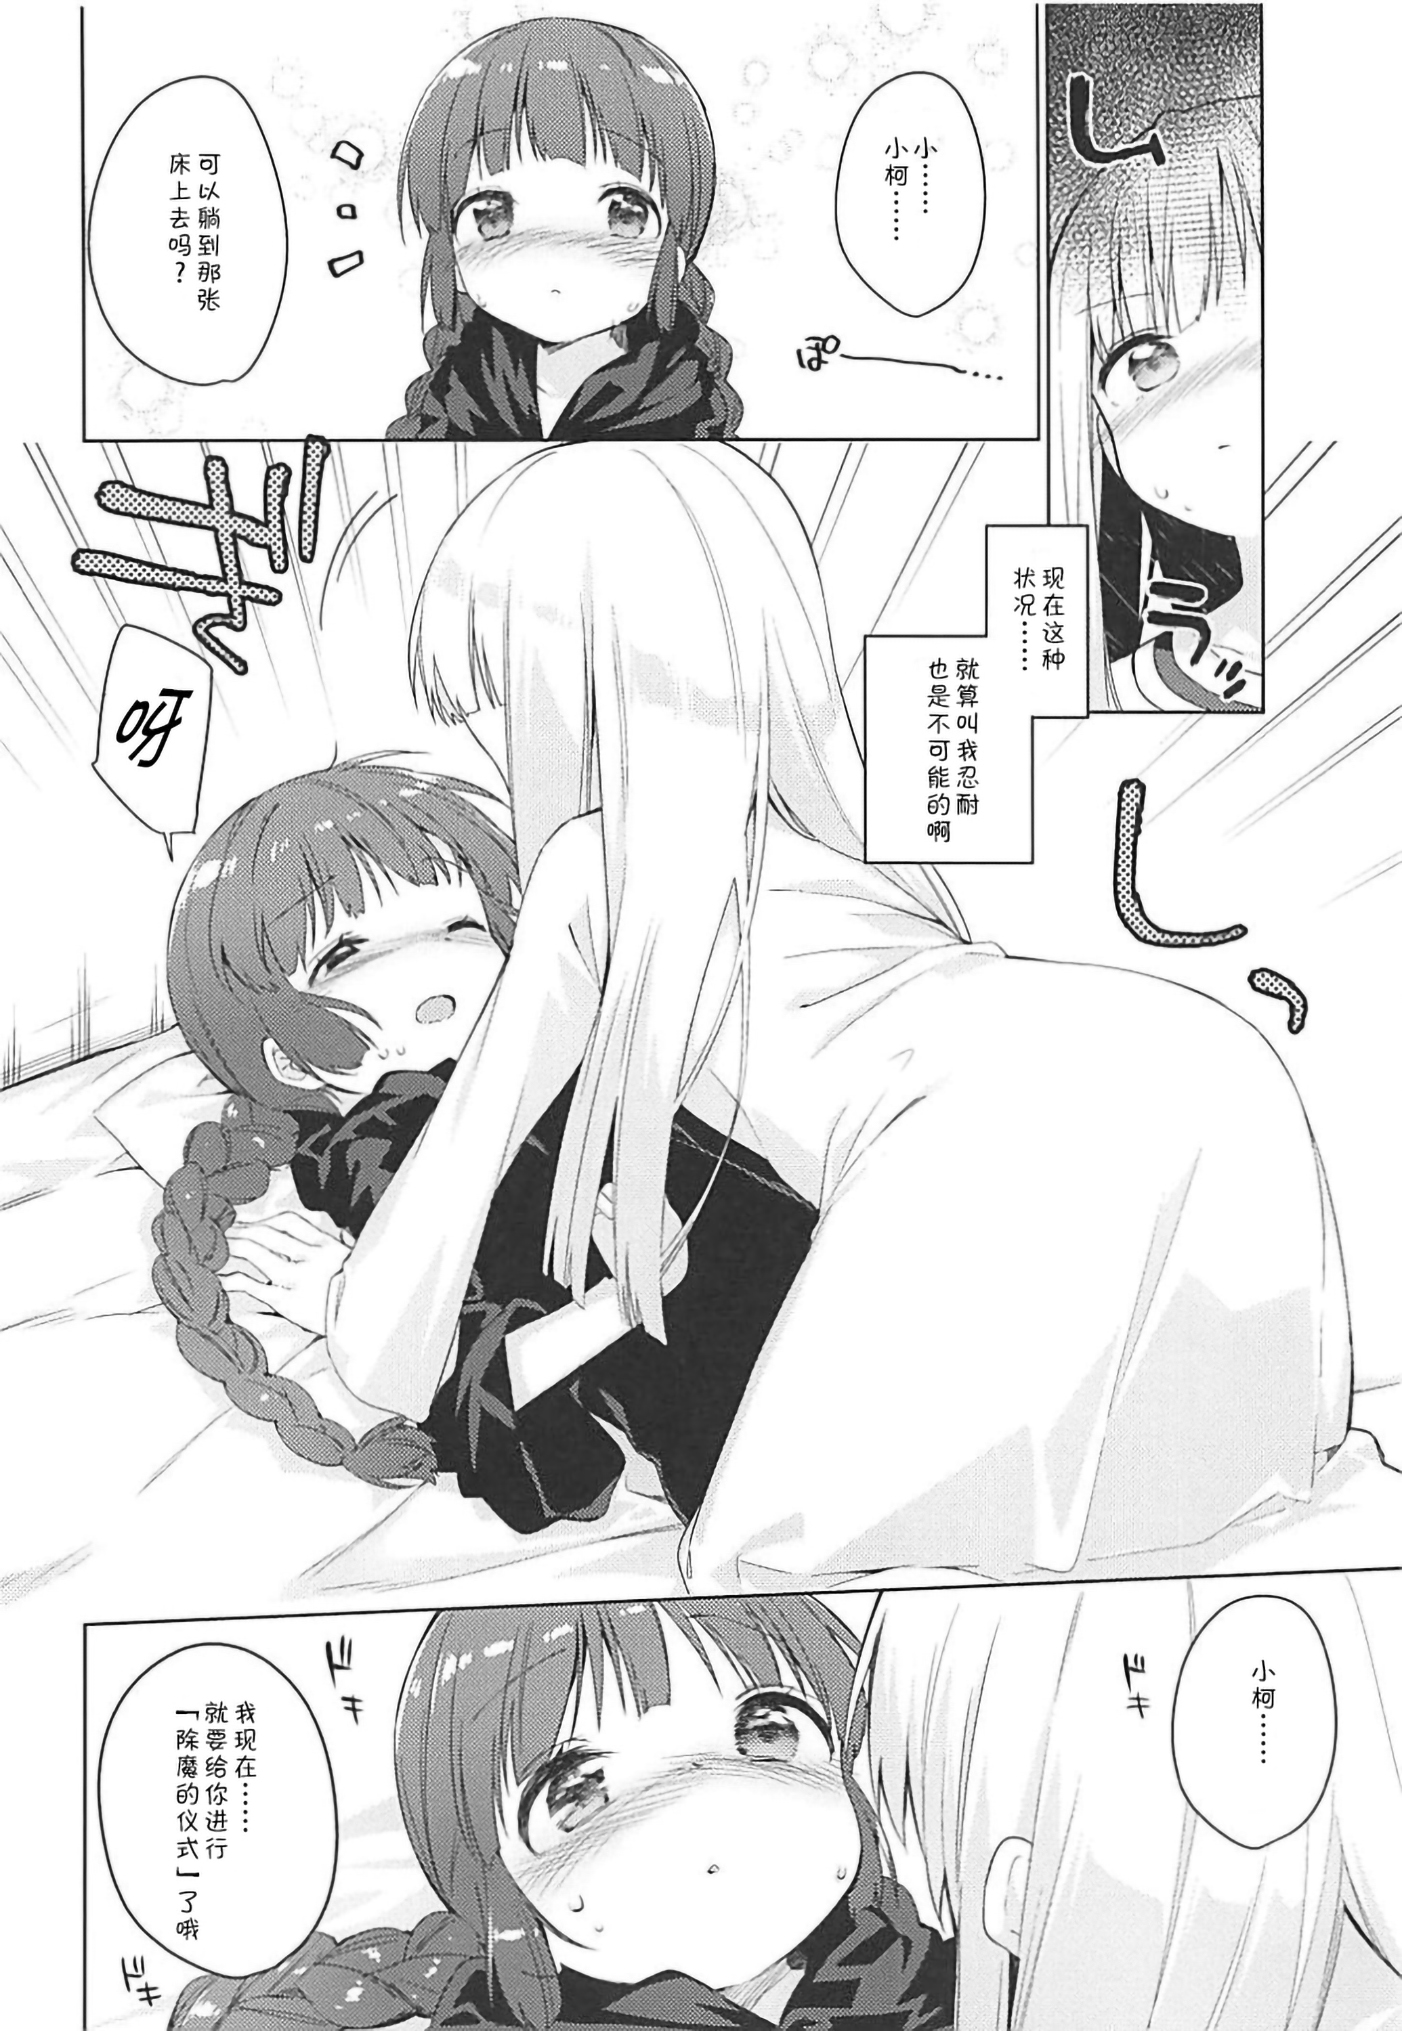 小……
小柯……
可以躺到那张
床上去吗？
ぽ
现在这种
状况……
就算叫我忍耐
也是不可能的啊
呀
小柯……
ドキ
我现在……
就要给你进行
「除魔的仪式」了哦
ドキ
ドキ